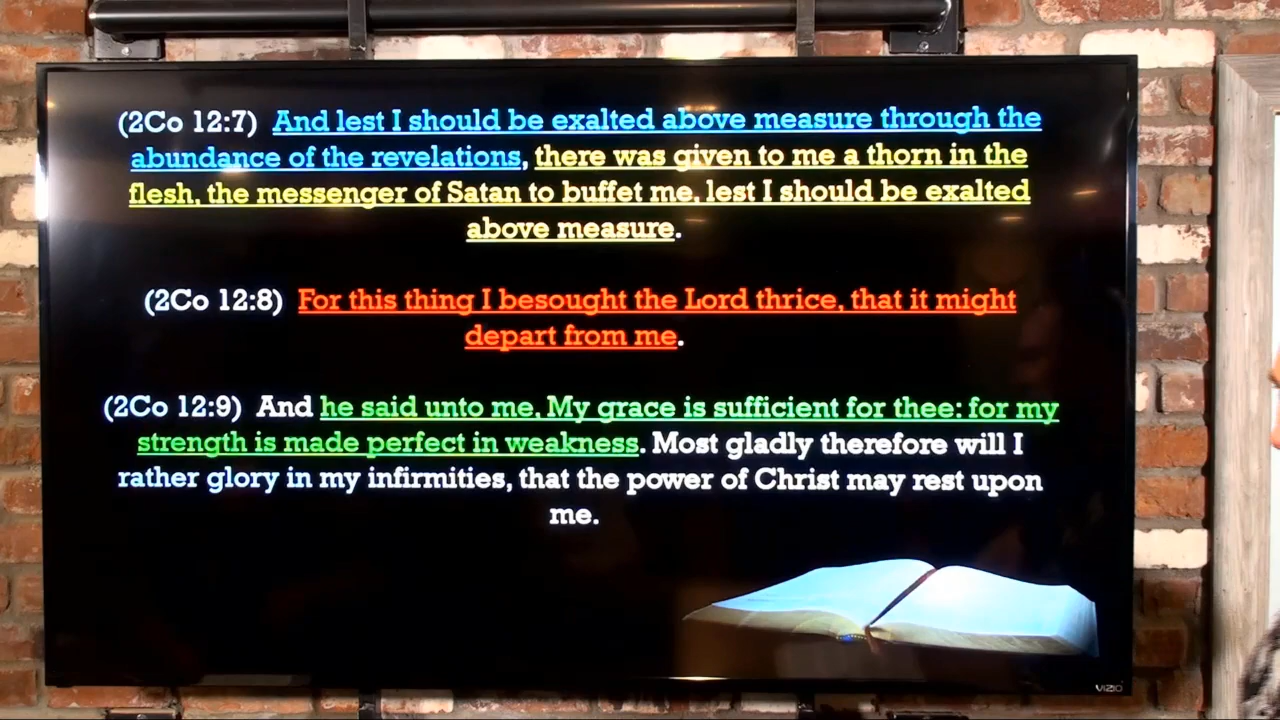 (2Co 12:7) And lest I should be exalted above measure through the
abundance of the revelations, there was given to me a thorn in the
flesh, the messenger of Satan to buffet me, lest I should be exalted
above measure.
(2Co 12:8) For this thing I besought the Lord thrice, that it might
depart from me.
(2Co 12:9) And he said unto me, My grace is sufficient for thee: for my
strength is made perfect in weakness. Most gladly therefore will I
rather glory in my infirmities, that the power of Christ may rest upon
me.
VIZIO